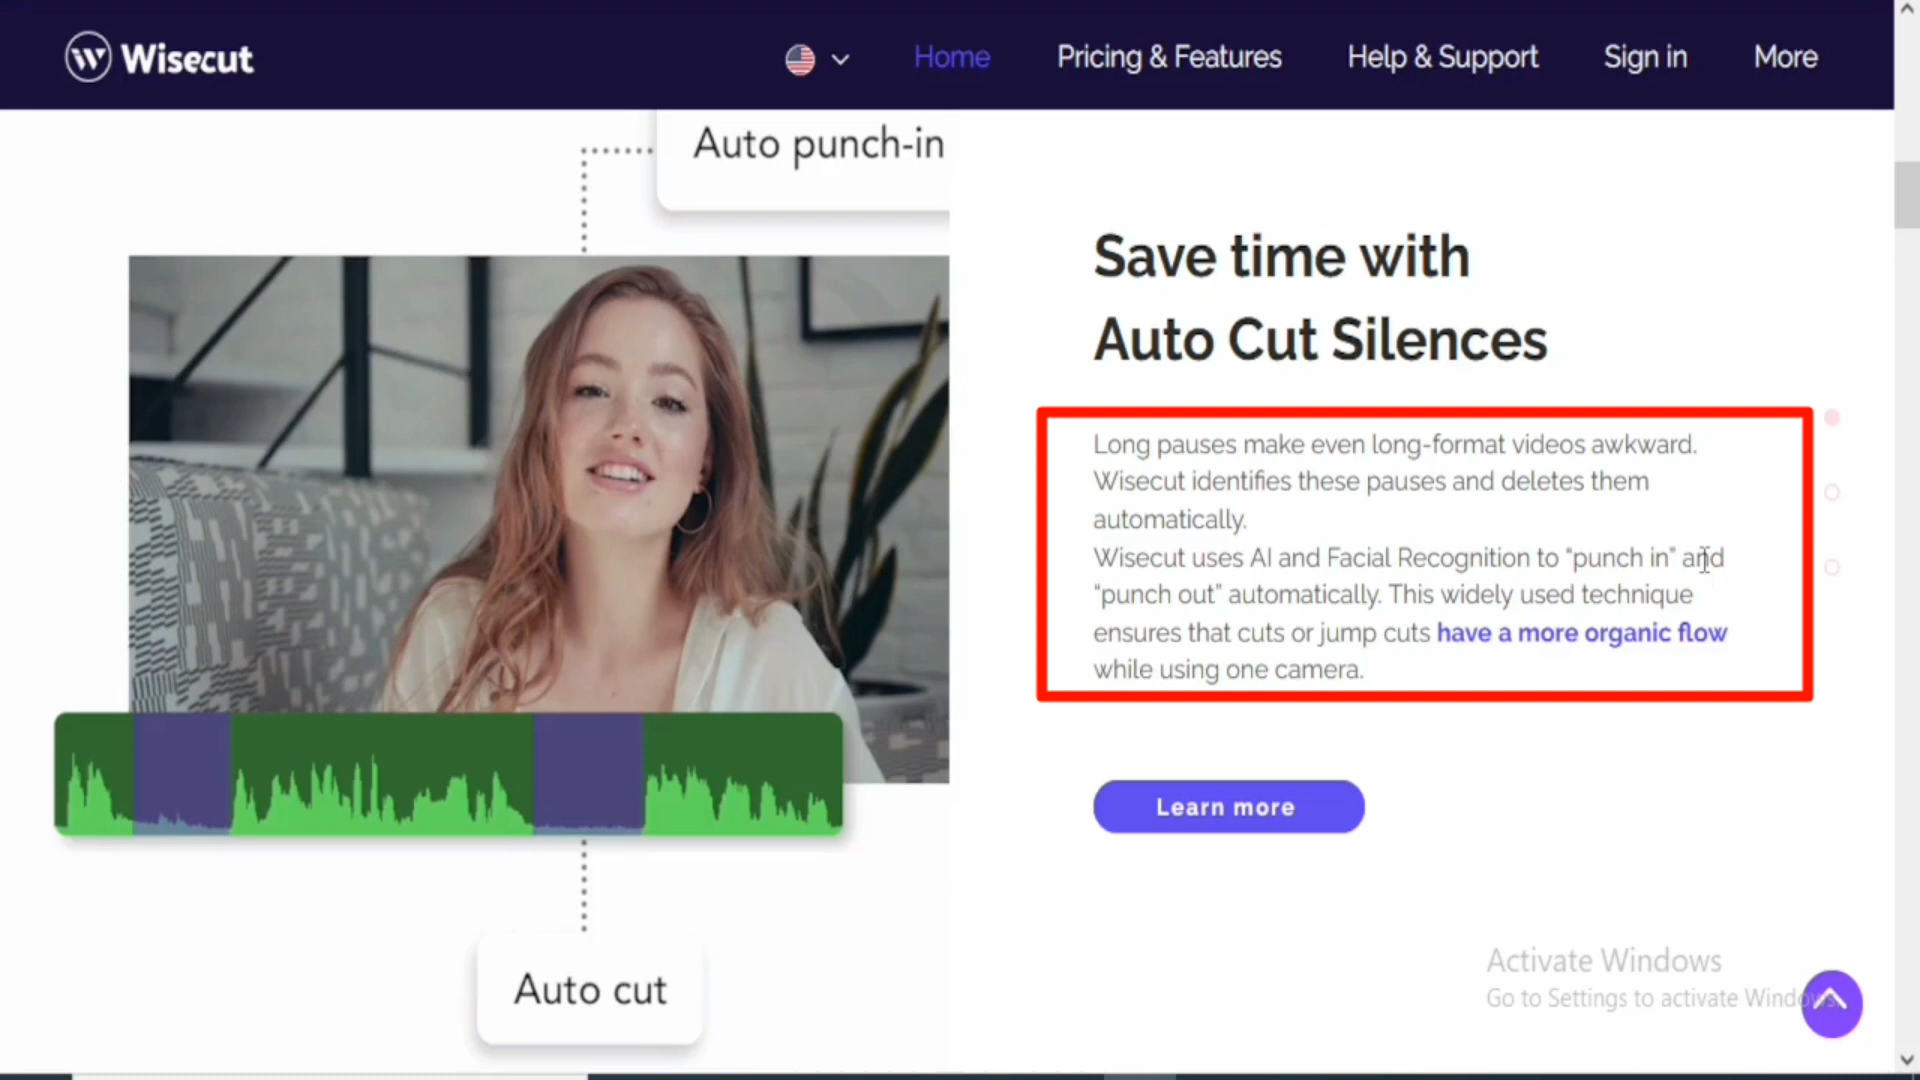 Wisecut
Home
Pricing & Features
Help & Support
Sign in
More
Auto punch-in
Save time with
Auto Cut Silences
Long pauses make even long-format videos awkward.
Wisecut identifies these pauses and deletes them
automatically.
Wisecut uses AI and Facial Recognition to “punch in” and
“punch out” automatically. This widely used technique
ensures that cuts or jump cuts have a more organic flow
while using one camera.
Learn more
Auto cut
Activate Windows
Go to Settings to activate Windows.